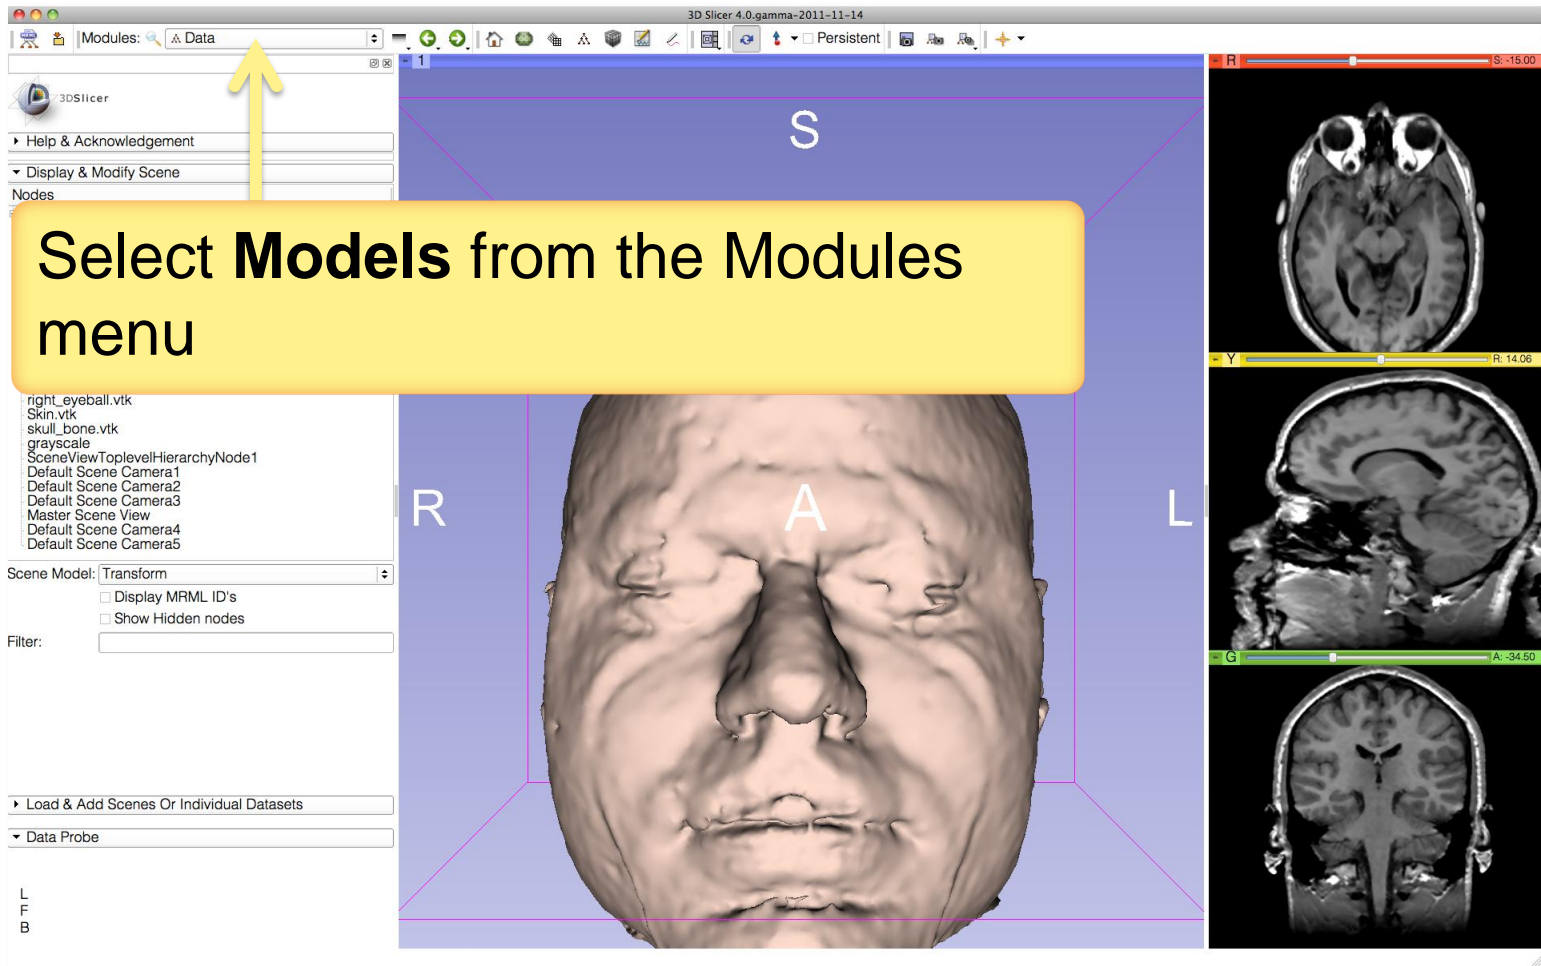 3D Slicer 4.0.gamma-2011-11-14
Modules: Data
Persistent
3DSlicer
Help & Acknowledgement
Display & Modify Scene
Nodes
Select Models from the Modules
menu
right_eyeball.vtk
Skin.vtk
skull_bone.vtk
grayscale
SceneViewToplevelHierarchyNode1
Default Scene Camera1
Default Scene Camera2
Default Scene Camera3
Master Scene View
Default Scene Camera4
Default Scene Camera5
Scene Model: Transform
Display MRML ID's
Show Hidden nodes
Filter:
Load & Add Scenes Or Individual Datasets
Data Probe
L
F
B
1
S
R
A
L
R S: -15.00
Y R: 14.06
G A: -34.50